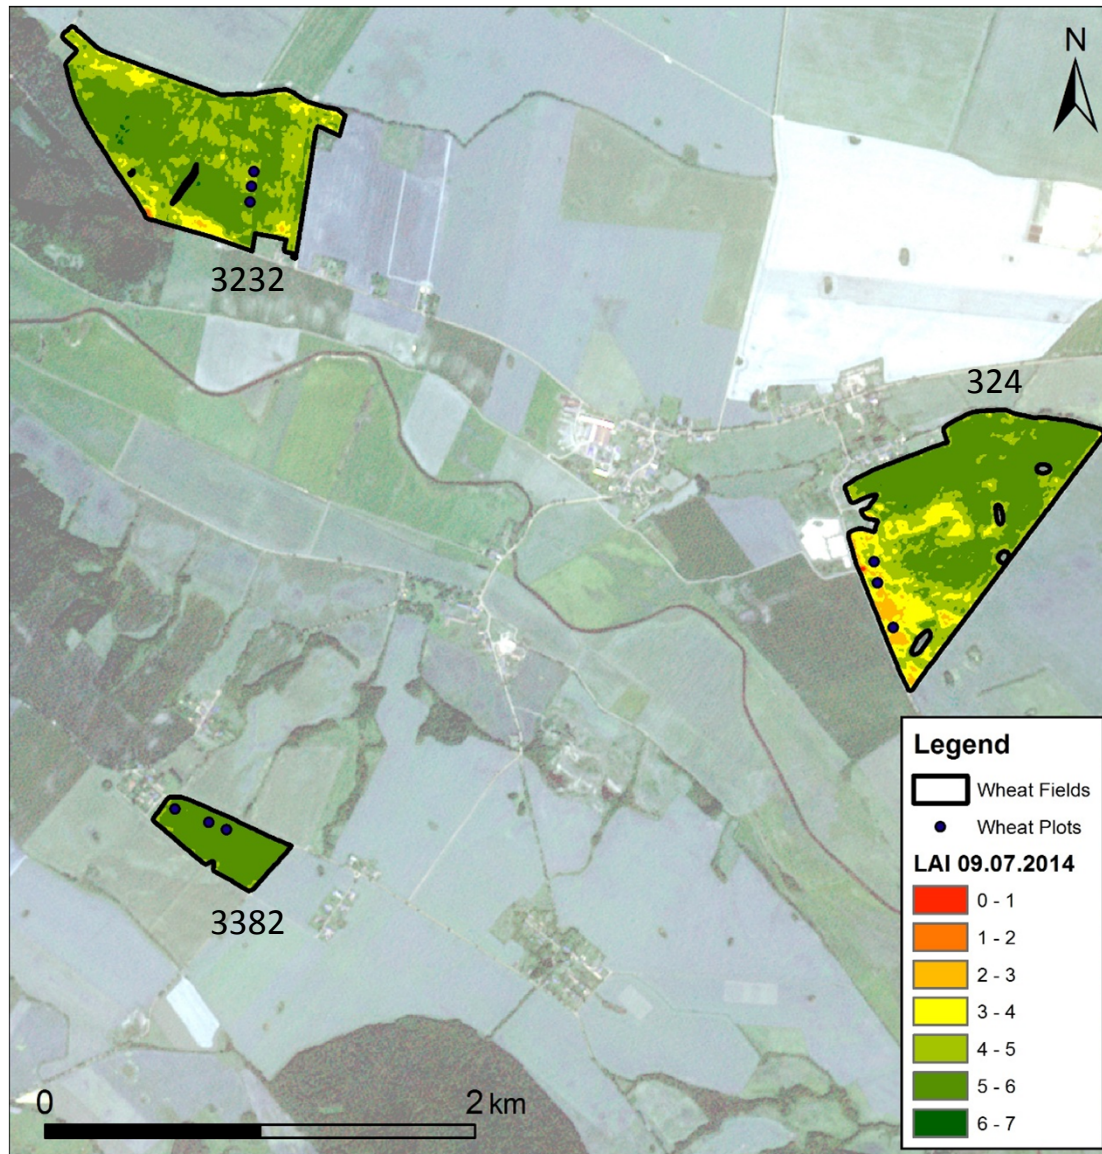 N
3232
324
3382
0 2 km
Legend
Wheat Fields
Wheat Plots
LAI 09.07.2014
0 - 1
1 - 2
2 - 3
3 - 4
4 - 5
5 - 6
6 - 7